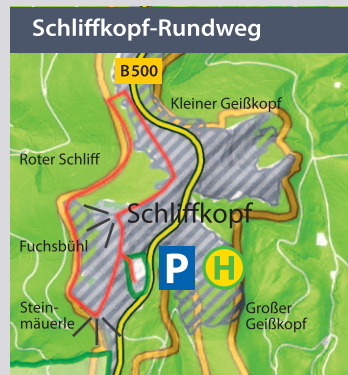 Schliffkopf-Rundweg
B500
Kleiner Geißkopf
Roter Schliff
Schliffkopf
Fuchsbühl
P
H
Stein-
mäuerle
Großer
Geißkopf